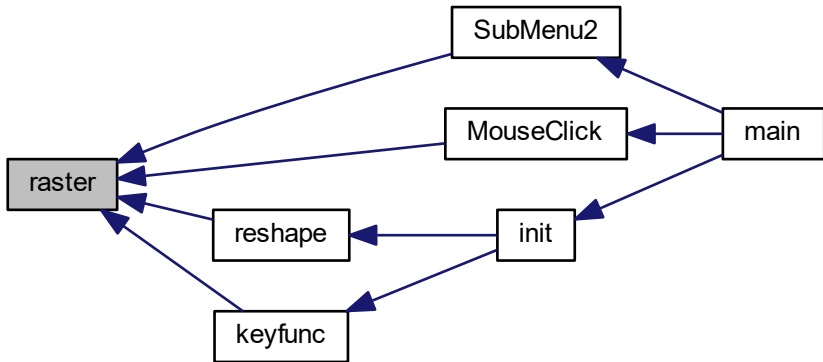 SubMenu2
MouseClick
main
raster
reshape
init
keyfunc